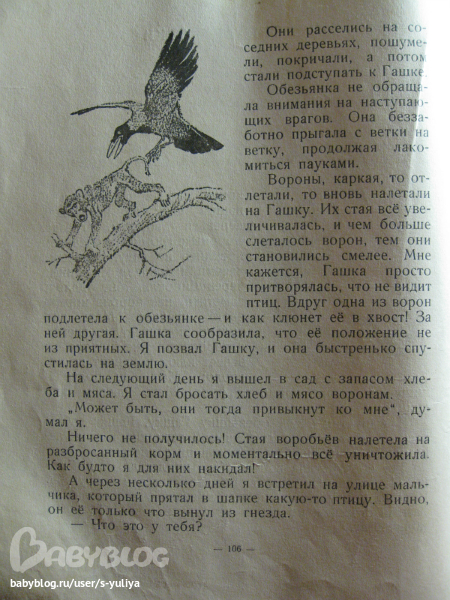 Они расселись на со-
седних деревьях, пошуме-
ли, покричали, а потом
стали подступать к Гашке.
Обезьянка не обраща-
ла внимания на наступаю-
щих врагов. Она безза-
ботно прыгала с ветки на
ветку, продолжая лако-
миться пауками.
Вороны, каркая, то от-
летали, то вновь налетали
на Гашку. Их стая всё уве-
личивалась, и чем больше
слеталось ворон, тем они
становились смелее. Мне
кажется, Гашка просто
притворялась, что не видит
птиц. Вдруг одна из ворон
подлетела к обезьянке — и как клюнет её в хвост! За
ней другая. Гашка сообразила, что её положение не
из приятных. Я позвал Гашку, и она быстренько спу-
стилась на землю.
На следующий день я вышел в сад с запасом хле-
ба и мяса. Я стал бросать хлеб и мясо воронам.
„Может быть, они тогда привыкнут ко мне“, ду-
мал я.
Ничего не получилось! Стая воробьёв налетела на
разбросанный корм и моментально всё уничтожила.
Как будто я для них накидал!
А через несколько дней я встретил на улице маль-
чика, который прятал в шапке какую-то птицу. Видно,
он её только что вынул из гнезда.
— Что это у тебя?
— 106 —
BABYBLOG
babyblog.ru/user/s-yuliya